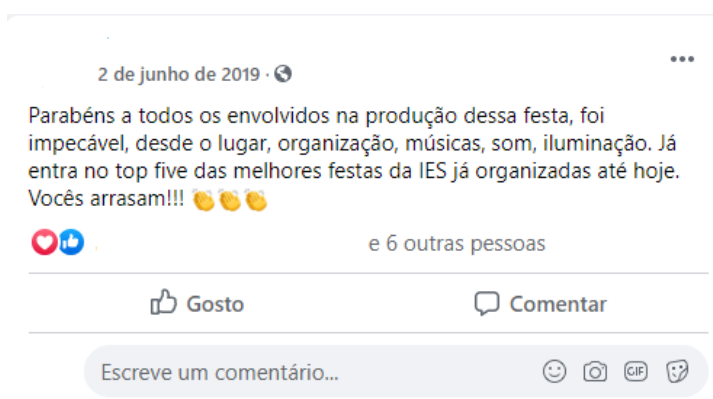 2 de junho de 2019 ·
Parabéns a todos os envolvidos na produção dessa festa, foi
impecável, desde o lugar, organização, músicas, som, iluminação. Já
entra no top five das melhores festas da IES já organizadas até hoje.
Vocês arrasam!!! 👏👏👏
e 6 outras pessoas
Gosto Comentar
Escreve um comentário... GIF